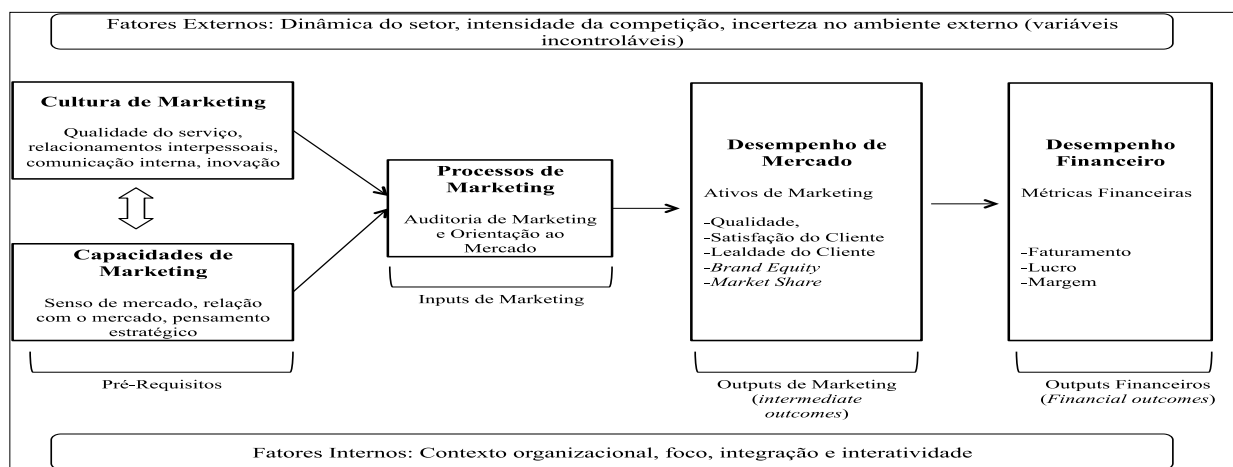 Fatores Externos: Dinâmica do setor, intensidade da competição, incerteza no ambiente externo (variáveis
incontroláveis)
Cultura de Marketing
Qualidade do serviço,
relacionamentos interpessoais,
comunicação interna, inovação
Capacidades de
Marketing
Senso de mercado, relação
com o mercado, pensamento
estratégico
Pré-Requisitos
Processos de
Marketing
Auditoria de Marketing
e Orientação ao
Mercado
Inputs de Marketing
Desempenho de
Mercado
Ativos de Marketing
-Qualidade,
-Satisfação do Cliente
-Lealdade do Cliente
-Brand Equity
-Market Share
Outputs de Marketing
(intermediate
outcomes)
Desempenho
Financeiro
Métricas Financeiras
-Faturamento
-Lucro
-Margem
Outputs Financeiros
(Financial outcomes)
Fatores Internos: Contexto organizacional, foco, integração e interatividade